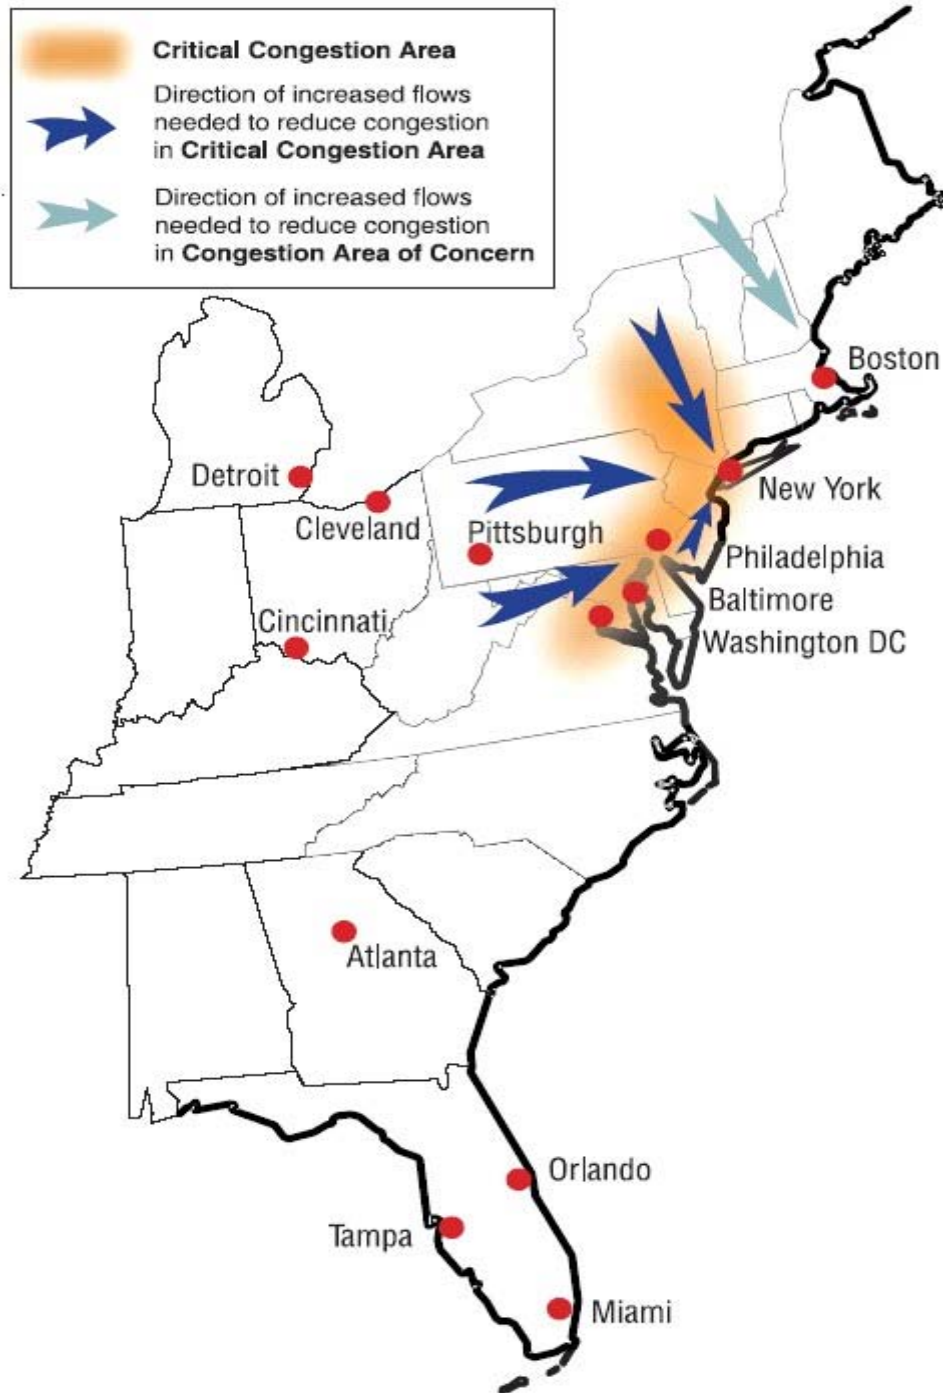 Critical Congestion Area
Direction of increased flows
needed to reduce congestion
in Critical Congestion Area
Direction of increased flows
needed to reduce congestion
in Congestion Area of Concern
Boston
Detroit
New York
Cleveland
Pittsburgh
Philadelphia
Baltimore
Cincinnati
Washington DC
Atlanta
Orlando
Tampa
Miami